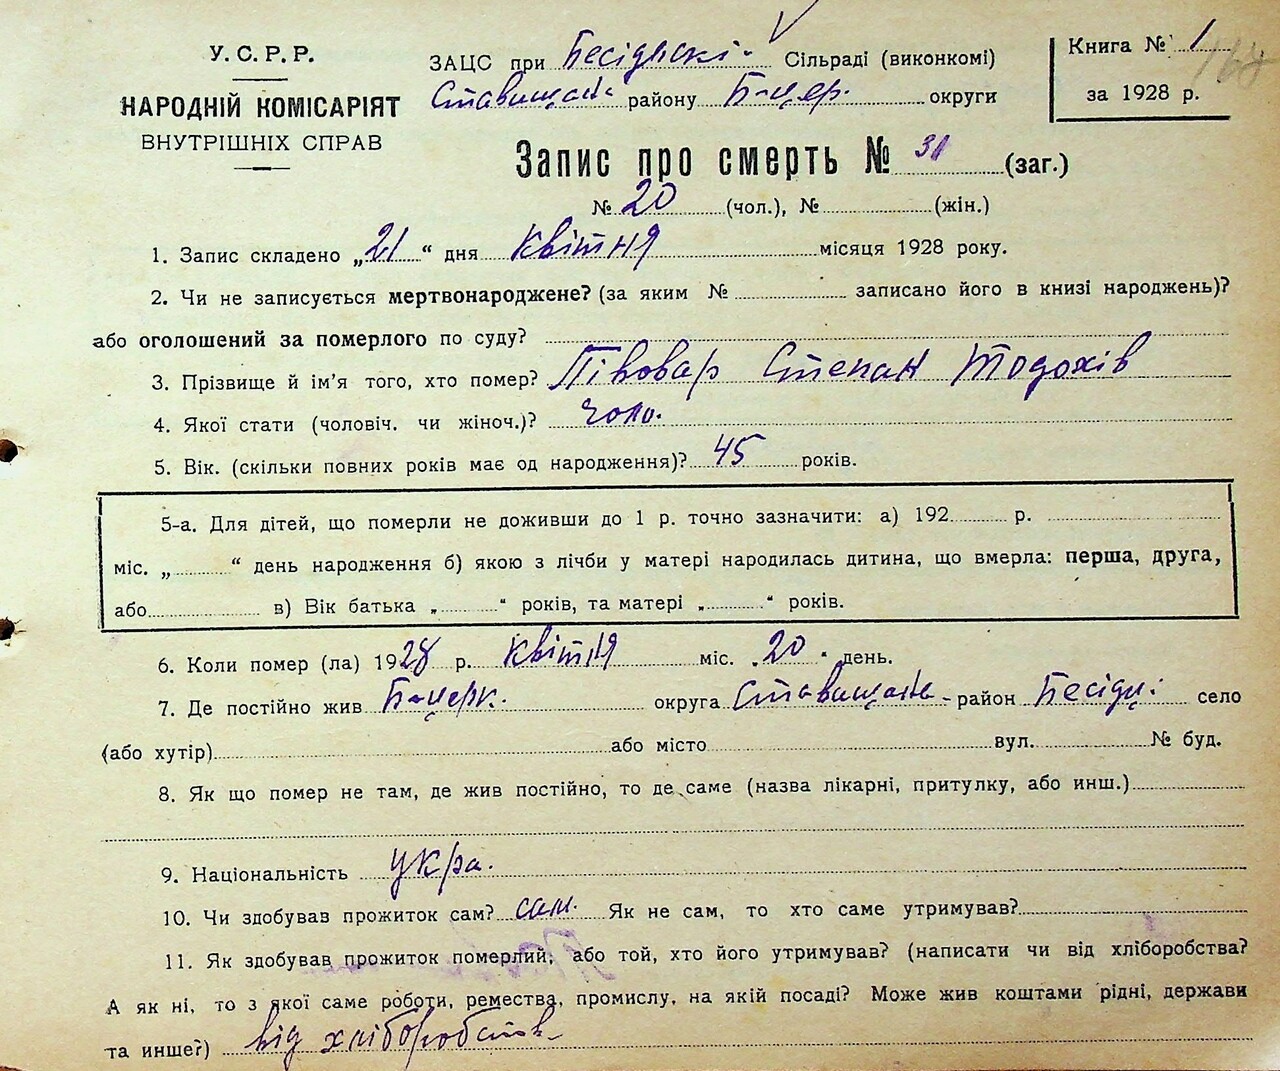 У.С.Р.Р.
НАРОДНІЙ КОМІСАРІЯТ
ВНУТРІШНІХ СПРАВ
ЗАЦС при Бесідській Сільраді (виконкомі)
Ставищан району Б-цер. округи
Книга № 1
168
за 1928 р.
Запис про смерть № 31 (заг.)
№ 20 (чол.), № (жін.)
1. Запис складено „21“ дня квітня місяця 1928 року.
2. Чи не записується мертвонароджене? (за яким № записано його в книзі народжень)?
або оголошений за померлого по суду?
3. Прізвище й ім'я того, хто помер? Півовар Степан Тодохів
4. Якої стати (чоловіч. чи жіноч.)? чоло.
5. Вік. (скільки повних років має од народження)? 45 років.
5-а. Для дітей, що померли не доживши до 1 р. точно зазначити: а) 192 р.
міс. „ “ день народження б) якою з лічби у матері народилась дитина, що вмерла: перша, друга,
або в) Вік батька „ “ років, та матері „ “ років.
6. Коли помер (ла) 1928 р. квітня міс. „20“ день.
7. Де постійно жив Б-церк. округа Ставищан район Бесідц: село
(або хутір) або місто вул. № буд.
8. Як що помер не там, де жив постійно, то де саме (назва лікарні, притулку, або инш.)
9. Національність укра.
10. Чи здобував прожиток сам? сам. Як не сам, то хто саме утримував?
11. Як здобував прожиток померлий, або той, хто його утримував? (написати чи від хліборобства?
А як ні, то з якої саме роботи, ремества, промислу, на якій посаді? Може жив коштами рідні, держави
та инше?) від хліборобств